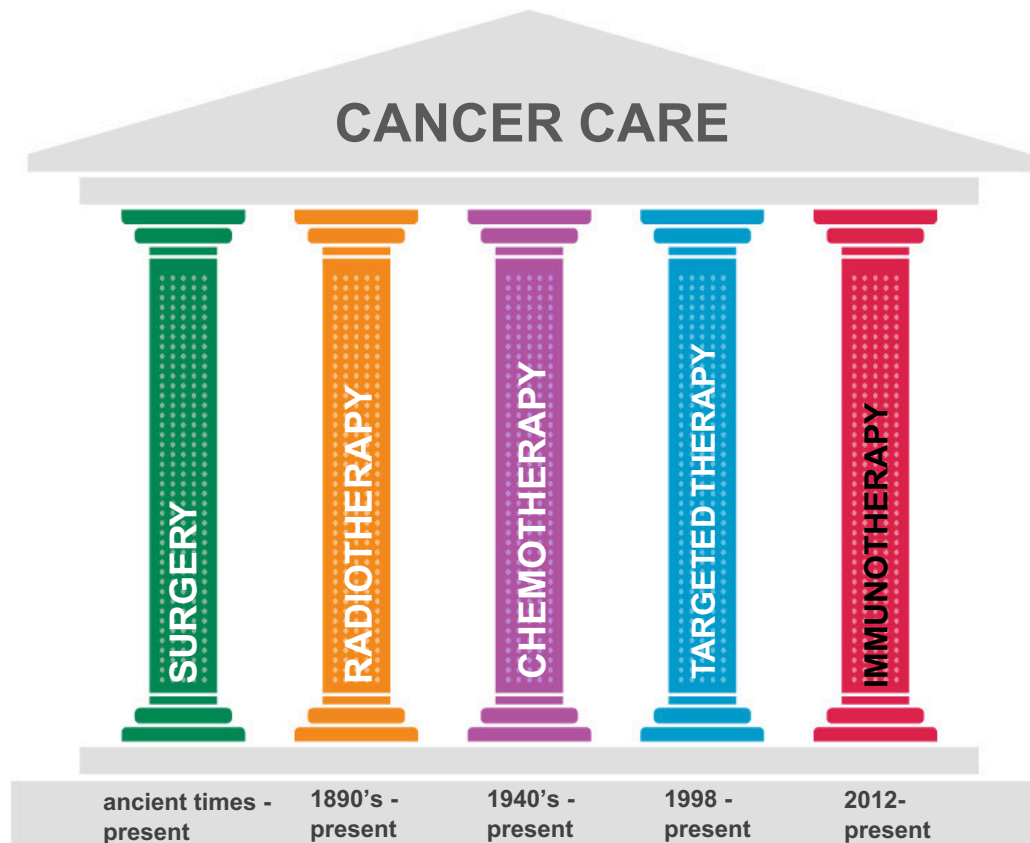 CANCER CARE
SURGERY
RADIOTHERAPY
CHEMOTHERAPY
TARGETED THERAPY
IMMUNOTHERAPY
ancient times -
present
1890’s -
present
1940’s -
present
1998 -
present
2012-
present